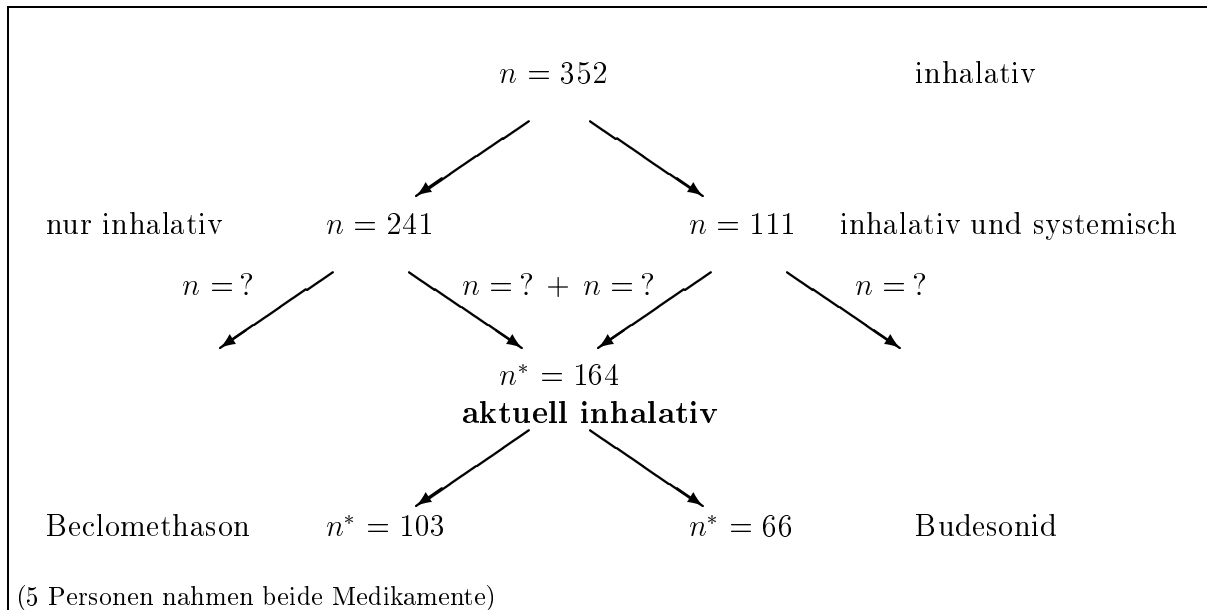 n = 352 inhalativ
nur inhalativ n = 241 n = 111 inhalativ und systemisch
n =? n =? + n =? n =?
n* = 164
aktuell inhalativ
Beclomethason n* = 103 n* = 66 Budesonid
(5 Personen nahmen beide Medikamente)